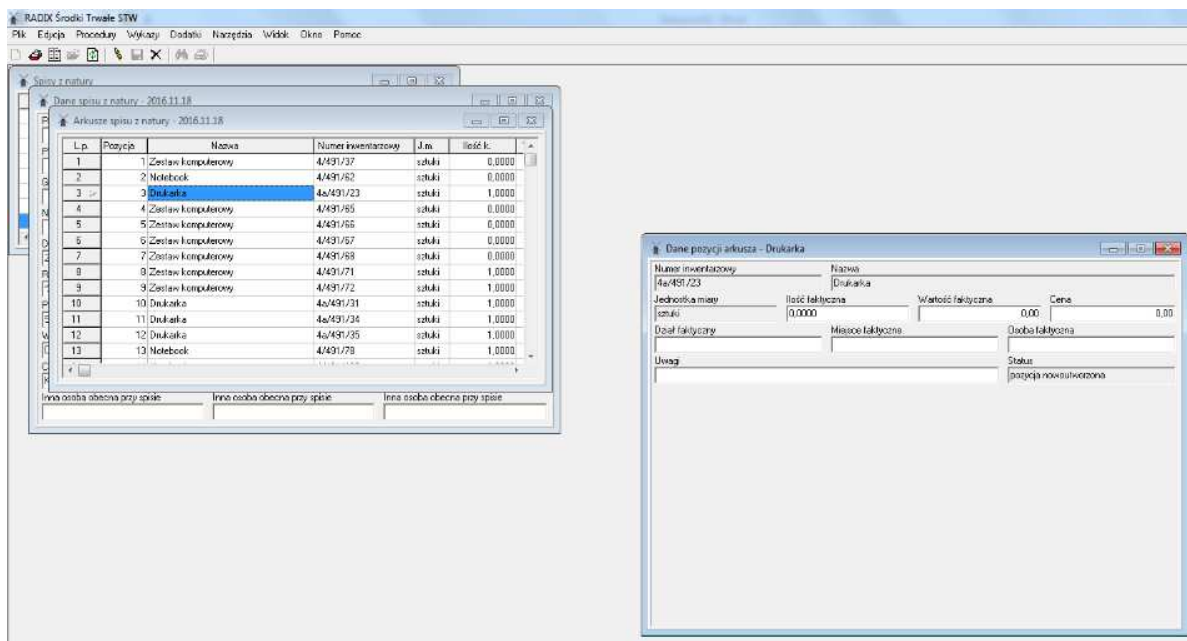 RADIX Środki Trwałe STW
Plik Edycja Procedury Wykazy Dodatki Narzędzia Widok Okno Pomoc
Spisy z natury
Dane spisu z natury - 2016.11.18
Arkusze spisu z natury - 2016.11.18
L.p. Pozycja Nazwa Numer inwentarzowy J.m. Ilość k.
1 1 Zestaw komputerowy 4/491/37 sztuki 0,0000
2 2 Notebook 4/491/62 sztuki 0,0000
3 3 Drukarka 4a/491/23 sztuki 1,0000
4 4 Zestaw komputerowy 4/491/65 sztuki 0,0000
5 5 Zestaw komputerowy 4/491/66 sztuki 0,0000
6 6 Zestaw komputerowy 4/491/67 sztuki 0,0000
7 7 Zestaw komputerowy 4/491/68 sztuki 0,0000
8 8 Zestaw komputerowy 4/491/71 sztuki 1,0000
9 9 Zestaw komputerowy 4/491/72 sztuki 1,0000
10 10 Drukarka 4a/491/31 sztuki 1,0000
11 11 Drukarka 4a/491/34 sztuki 1,0000
12 12 Drukarka 4a/491/35 sztuki 1,0000
13 13 Notebook 4/491/78 sztuki 1,0000
Inna osoba obecna przy spisie Inna osoba obecna przy spisie Inna osoba obecna przy spisie
Dane pozycji arkusza - Drukarka
Numer inwentarzowy Nazwa
4a/491/23 Drukarka
Jednostka miary Ilość faktyczna Wartość faktyczna Cena
sztuki 0,0000 0,00 0,00
Dział faktyczny Miejsce faktyczne Osoba faktyczna
Uwagi Status
pozycja nowoutworzona